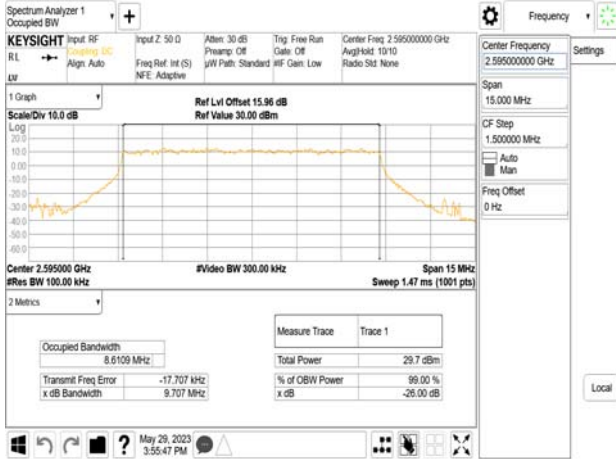 Spectrum Analyzer 1
Occupied BW
Frequency
KEYSIGHT
RL
Input: RF
Coupling: DC
Align: Auto
Input Z: 50 Ω
Freq Ref: Int (S)
NFE: Adaptive
Atten: 30 dB
Preamp: Off
µW Path: Standard
Trig: Free Run
Gate: Off
#IF Gain: Low
Center Freq: 2.595000000 GHz
Avg|Hold: 10/10
Radio Std: None
Center Frequency
2.595000000 GHz
Settings
Span
15.000 MHz
CF Step
1.500000 MHz
Auto
Man
Freq Offset
0 Hz
Local
1 Graph
Scale/Div 10.0 dB
Ref Lvl Offset 15.96 dB
Ref Value 30.00 dBm
Log
20.0
10.0
0.00
-10.0
-20.0
-30.0
-40.0
-50.0
-60.0
Center 2.595000 GHz
#Video BW 300.00 kHz
Span 15 MHz
#Res BW 100.00 kHz
Sweep 1.47 ms (1001 pts)
2 Metrics
Measure Trace
Trace 1
Occupied Bandwidth
8.6109 MHz
Total Power
29.7 dBm
Transmit Freq Error
-17.707 kHz
% of OBW Power
99.00 %
x dB Bandwidth
9.707 MHz
x dB
-26.00 dB
?
May 29, 2023
3:55:47 PM